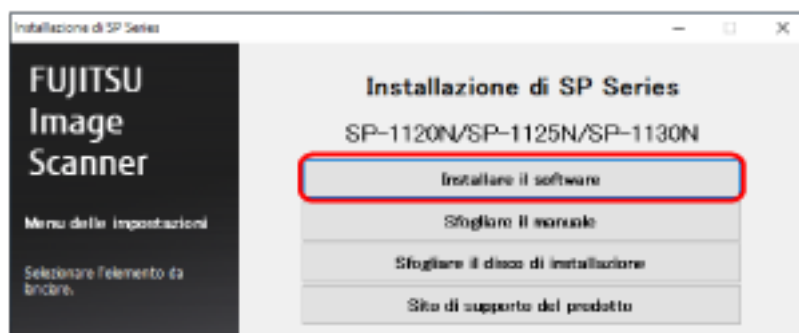 Installazione di SP Series
FUJITSU
Image
Scanner
Menu delle impostazioni
Selezionare l'elemento da
lanciare.
Installazione di SP Series
SP-1120N/SP-1125N/SP-1130N
Installare il software
Sfogliare il manuale
Sfogliare il disco di installazione
Sito di supporto del prodotto